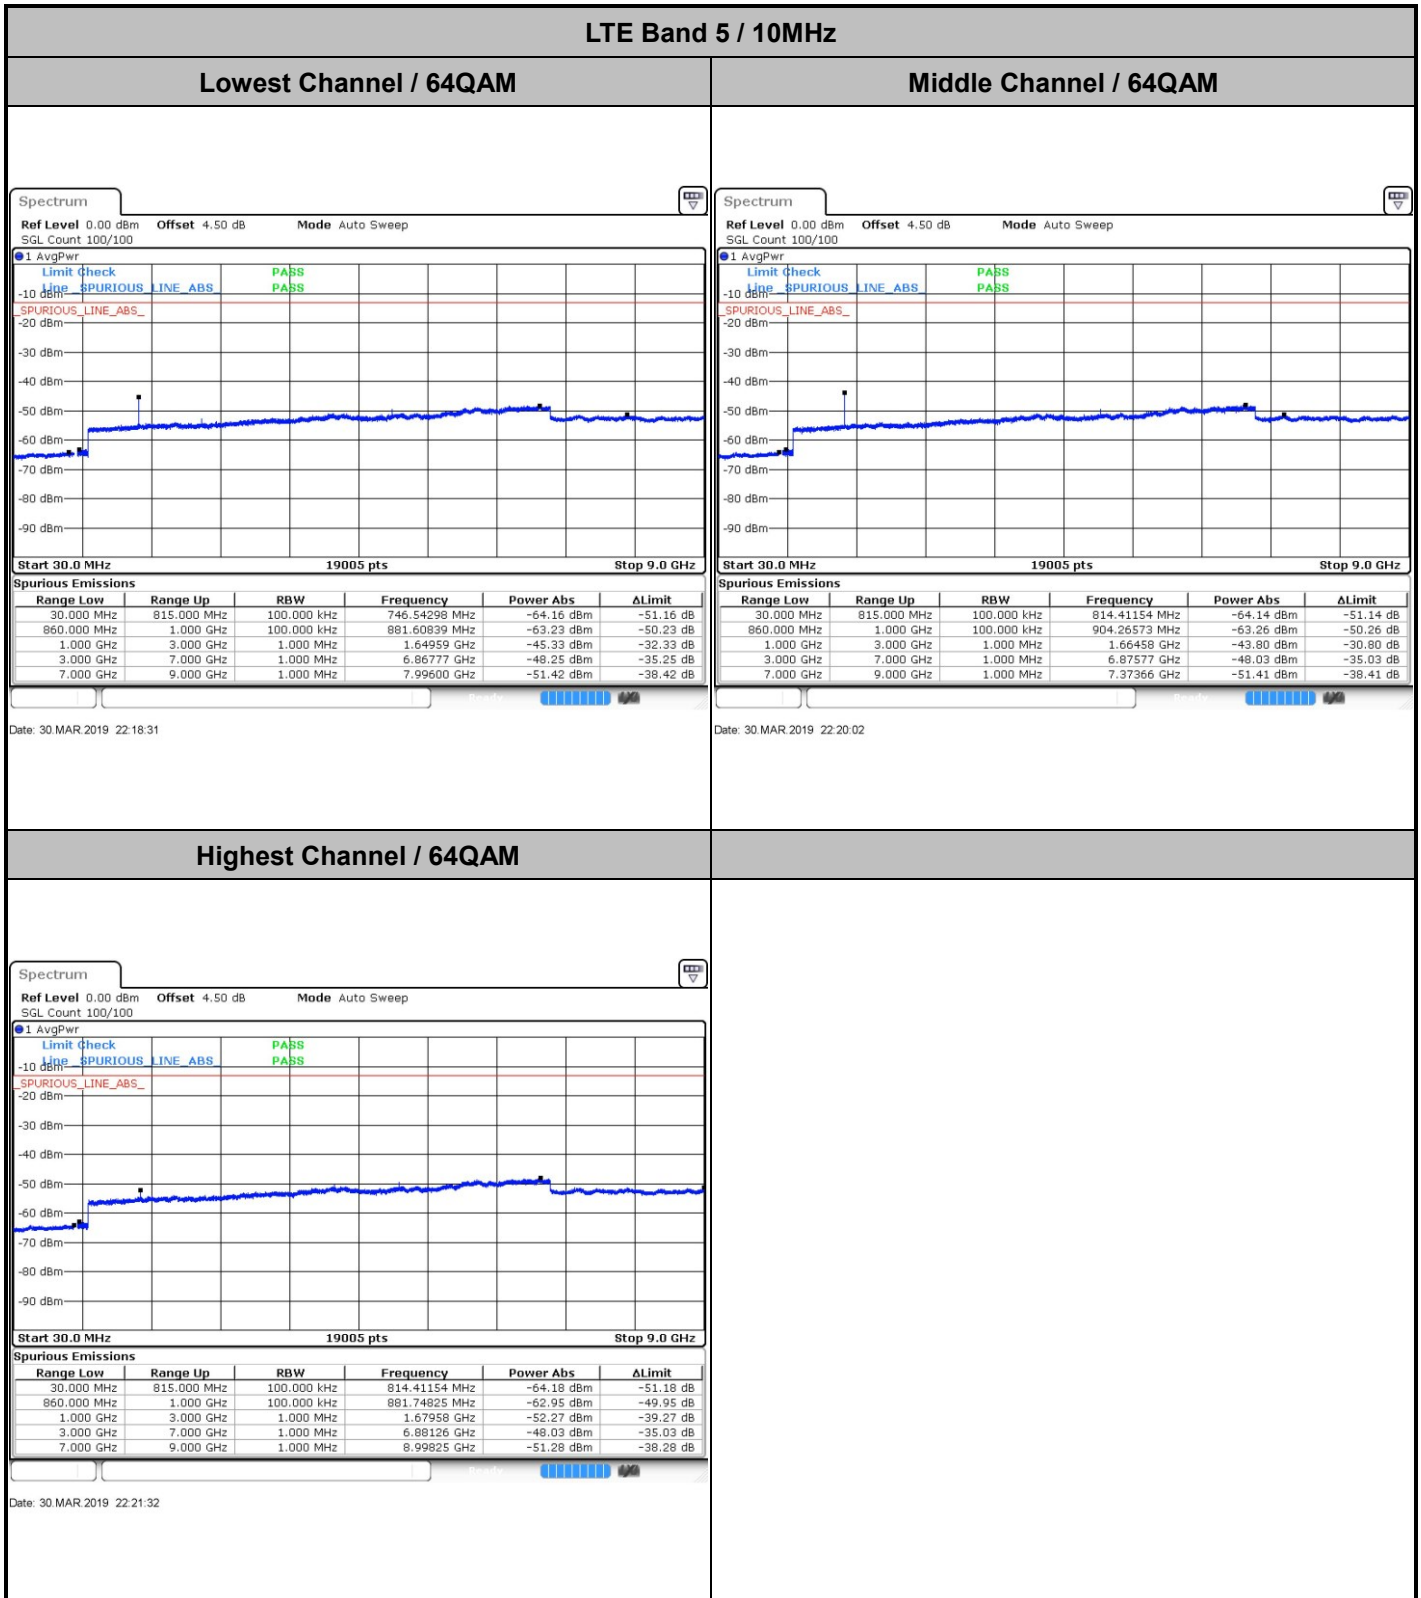 LTE Band 5 / 10MHz
Lowest Channel / 64QAM
Middle Channel / 64QAM
Spectrum
Ref Level 0.00 dBm Offset 4.50 dB Mode Auto Sweep
SGL Count 100/100
1 AvgPwr
Limit Check PASS
Line _SPURIOUS_LINE_ABS_ PASS
-10 dBm
_SPURIOUS_LINE_ABS_
-20 dBm
-30 dBm
-40 dBm
-50 dBm
-60 dBm
-70 dBm
-80 dBm
-90 dBm
Start 30.0 MHz 19005 pts Stop 9.0 GHz
Spurious Emissions
Range Low Range Up RBW Frequency Power Abs ΔLimit
30.000 MHz 815.000 MHz 100.000 kHz 746.54298 MHz -64.16 dBm -51.16 dB
860.000 MHz 1.000 GHz 100.000 kHz 881.60839 MHz -63.23 dBm -50.23 dB
1.000 GHz 3.000 GHz 1.000 MHz 1.64959 GHz -45.33 dBm -32.33 dB
3.000 GHz 7.000 GHz 1.000 MHz 6.86777 GHz -48.25 dBm -35.25 dB
7.000 GHz 9.000 GHz 1.000 MHz 7.99600 GHz -51.42 dBm -38.42 dB
Ready
Date: 30.MAR.2019 22:18:31
Spectrum
Ref Level 0.00 dBm Offset 4.50 dB Mode Auto Sweep
SGL Count 100/100
1 AvgPwr
Limit Check PASS
Line _SPURIOUS_LINE_ABS_ PASS
-10 dBm
_SPURIOUS_LINE_ABS_
-20 dBm
-30 dBm
-40 dBm
-50 dBm
-60 dBm
-70 dBm
-80 dBm
-90 dBm
Start 30.0 MHz 19005 pts Stop 9.0 GHz
Spurious Emissions
Range Low Range Up RBW Frequency Power Abs ΔLimit
30.000 MHz 815.000 MHz 100.000 kHz 814.41154 MHz -64.14 dBm -51.14 dB
860.000 MHz 1.000 GHz 100.000 kHz 904.26573 MHz -63.26 dBm -50.26 dB
1.000 GHz 3.000 GHz 1.000 MHz 1.66458 GHz -43.80 dBm -30.80 dB
3.000 GHz 7.000 GHz 1.000 MHz 6.87577 GHz -48.03 dBm -35.03 dB
7.000 GHz 9.000 GHz 1.000 MHz 7.37366 GHz -51.41 dBm -38.41 dB
Ready
Date: 30.MAR.2019 22:20:02
Highest Channel / 64QAM
Spectrum
Ref Level 0.00 dBm Offset 4.50 dB Mode Auto Sweep
SGL Count 100/100
1 AvgPwr
Limit Check PASS
Line _SPURIOUS_LINE_ABS_ PASS
-10 dBm
_SPURIOUS_LINE_ABS_
-20 dBm
-30 dBm
-40 dBm
-50 dBm
-60 dBm
-70 dBm
-80 dBm
-90 dBm
Start 30.0 MHz 19005 pts Stop 9.0 GHz
Spurious Emissions
Range Low Range Up RBW Frequency Power Abs ΔLimit
30.000 MHz 815.000 MHz 100.000 kHz 814.41154 MHz -64.18 dBm -51.18 dB
860.000 MHz 1.000 GHz 100.000 kHz 881.74825 MHz -62.95 dBm -49.95 dB
1.000 GHz 3.000 GHz 1.000 MHz 1.67958 GHz -52.27 dBm -39.27 dB
3.000 GHz 7.000 GHz 1.000 MHz 6.88126 GHz -48.03 dBm -35.03 dB
7.000 GHz 9.000 GHz 1.000 MHz 8.99825 GHz -51.28 dBm -38.28 dB
Ready
Date: 30.MAR.2019 22:21:32